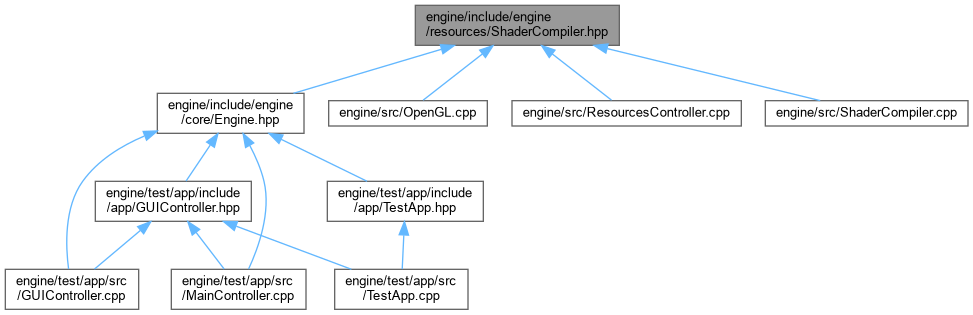 engine/include/engine
/resources/ShaderCompiler.hpp
engine/include/engine
/core/Engine.hpp
engine/src/OpenGL.cpp
engine/src/ResourcesController.cpp
engine/src/ShaderCompiler.cpp
engine/test/app/include
/app/GUIController.hpp
engine/test/app/include
/app/TestApp.hpp
engine/test/app/src
/GUIController.cpp
engine/test/app/src
/MainController.cpp
engine/test/app/src
/TestApp.cpp